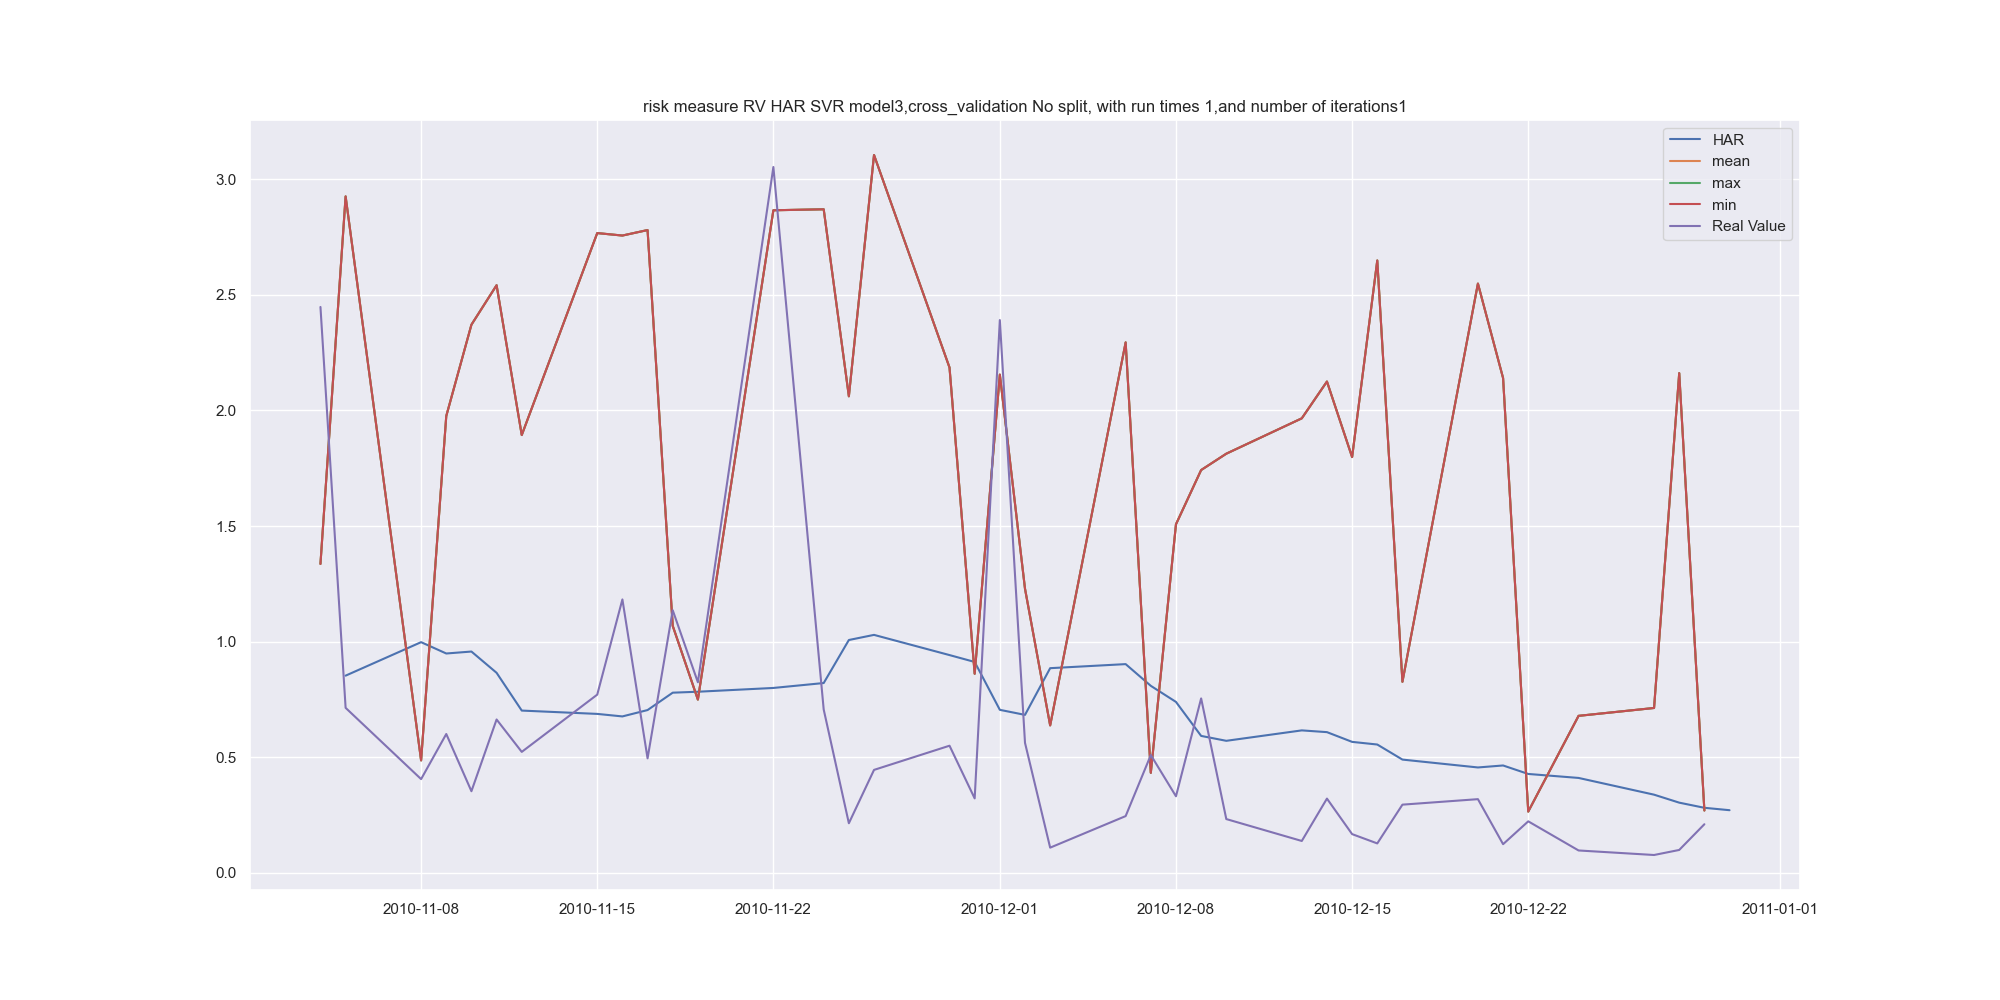 risk measure RV HAR SVR model3,cross_validation No split, with run times 1,and number of iterations1
HAR
mean
max
min
Real Value
3.0
2.5
2.0
1.5
1.0
0.5
0.0
2010-11-08
2010-11-15
2010-11-22
2010-12-01
2010-12-08
2010-12-15
2010-12-22
2011-01-01